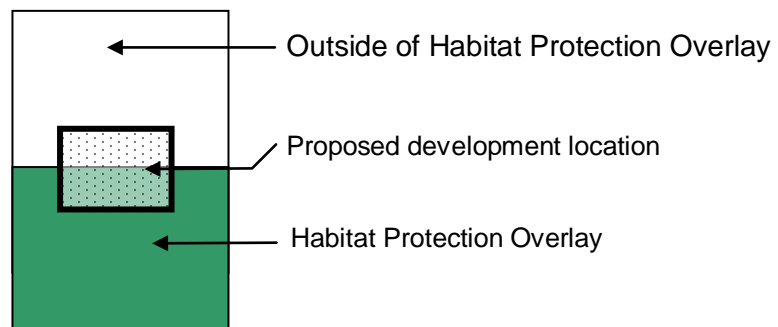 Outside of Habitat Protection Overlay
Proposed development location
Habitat Protection Overlay